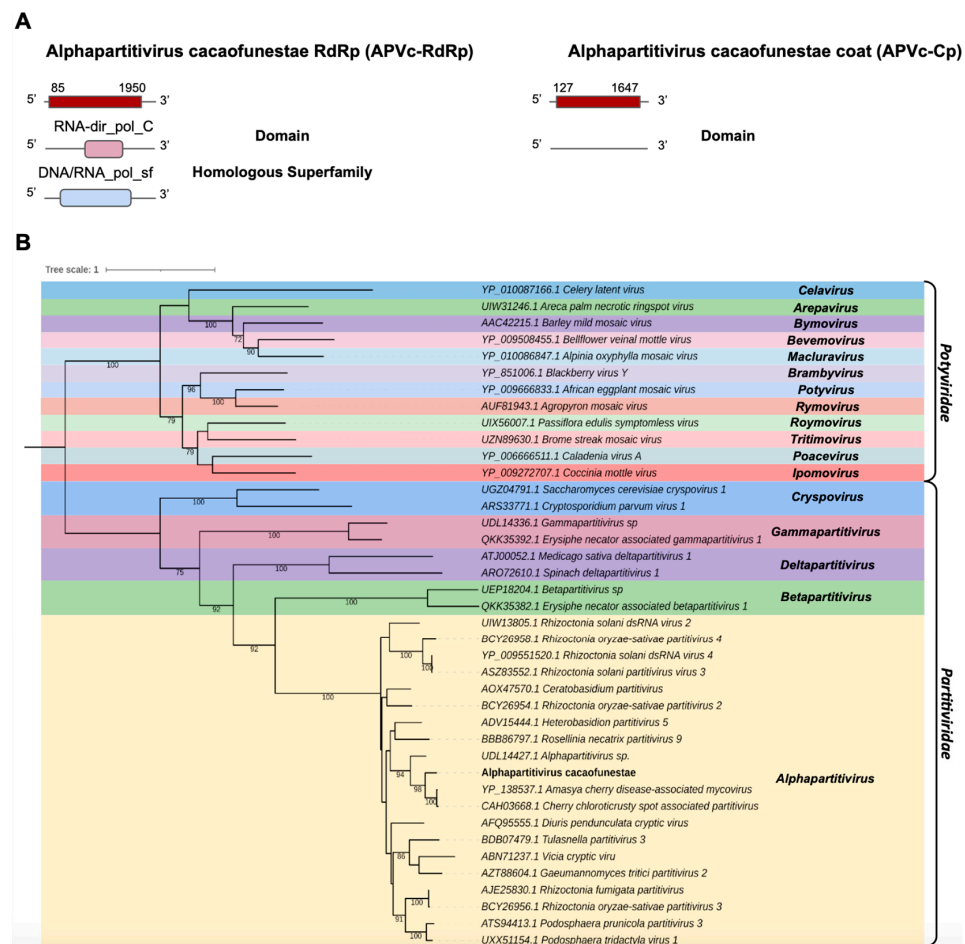 A
Alphapartitivirus cacaofunestae RdRp (APVc-RdRp)
Alphapartitivirus cacaofunestae coat (APVc-Cp)
85 1950
5' 3'
RNA-dir_pol_C
5' 3'
Domain
DNA/RNA_pol_sf
Homologous Superfamily
5' 3'
127 1647
5' 3'
5' 3'
Domain
B
Tree scale: 1
YP_010087166.1 Celery latent virus Celavirus
UIW31246.1 Areca palm necrotic ringspot virus Arepavirus
AAC42215.1 Barley mild mosaic virus Bymovirus
YP_009508455.1 Bellflower veinal mottle virus Bevemovirus
YP_010086847.1 Alpinia oxyphylla mosaic virus Macluravirus
YP_851006.1 Blackberry virus Y Brambyvirus
YP_009666833.1 African eggplant mosaic virus Potyvirus
AUF81943.1 Agropyron mosaic virus Rymovirus
UIX56007.1 Passiflora edulis symptomless virus Roymovirus
UZN89630.1 Brome streak mosaic virus Tritimovirus
YP_006666511.1 Caladenia virus A Poacevirus
YP_009272707.1 Coccinia mottle virus Ipomovirus
Potyviridae
UGZ04791.1 Saccharomyces cerevisiae cryspovirus 1
ARS33771.1 Cryptosporidium parvum virus 1
Cryspovirus
UDL14336.1 Gammapartitivirus sp
QKK35392.1 Erysiphe necator associated gammapartitivirus 1
Gammapartitivirus
ATJ00052.1 Medicago sativa deltapartitivirus 1
ARO72610.1 Spinach deltapartitivirus 1
Deltapartitivirus
UEP18204.1 Betapartitivirus sp
QKK35382.1 Erysiphe necator associated betapartitivirus 1
Betapartitivirus
UIW13805.1 Rhizoctonia solani dsRNA virus 2
BCY26958.1 Rhizoctonia oryzae-sativae partitivirus 4
YP_009551520.1 Rhizoctonia solani dsRNA virus 4
ASZ83552.1 Rhizoctonia solani partitivirus virus 3
AOX47570.1 Ceratobasidium partitivirus
BCY26954.1 Rhizoctonia oryzae-sativae partitivirus 2
ADV15444.1 Heterobasidion partitivirus 5
BBB86797.1 Rosellinia necatrix partitivirus 9
UDL14427.1 Alphapartitivirus sp.
Alphapartitivirus cacaofunestae
YP_138537.1 Amasya cherry disease-associated mycovirus
CAH03668.1 Cherry chloroticrusty spot associated partitivirus
AFQ95555.1 Diuris pendunculata cryptic virus
BDB07479.1 Tulasnella partitivirus 3
ABN71237.1 Vicia cryptic viru
AZT88604.1 Gaeumannomyces tritici partitivirus 2
AJE25830.1 Rhizoctonia fumigata partitivirus
BCY26956.1 Rhizoctonia oryzae-sativae partitivirus 3
ATS94413.1 Podosphaera prunicola partitivirus 3
UXX51154.1 Podosphaera tridactyla virus 1
Alphapartitivirus
Partitiviridae
100
100
72
90
96
100
79
79
100
100
75
100
92
100
92
100
100
100
94
98
100
86
100
91
100